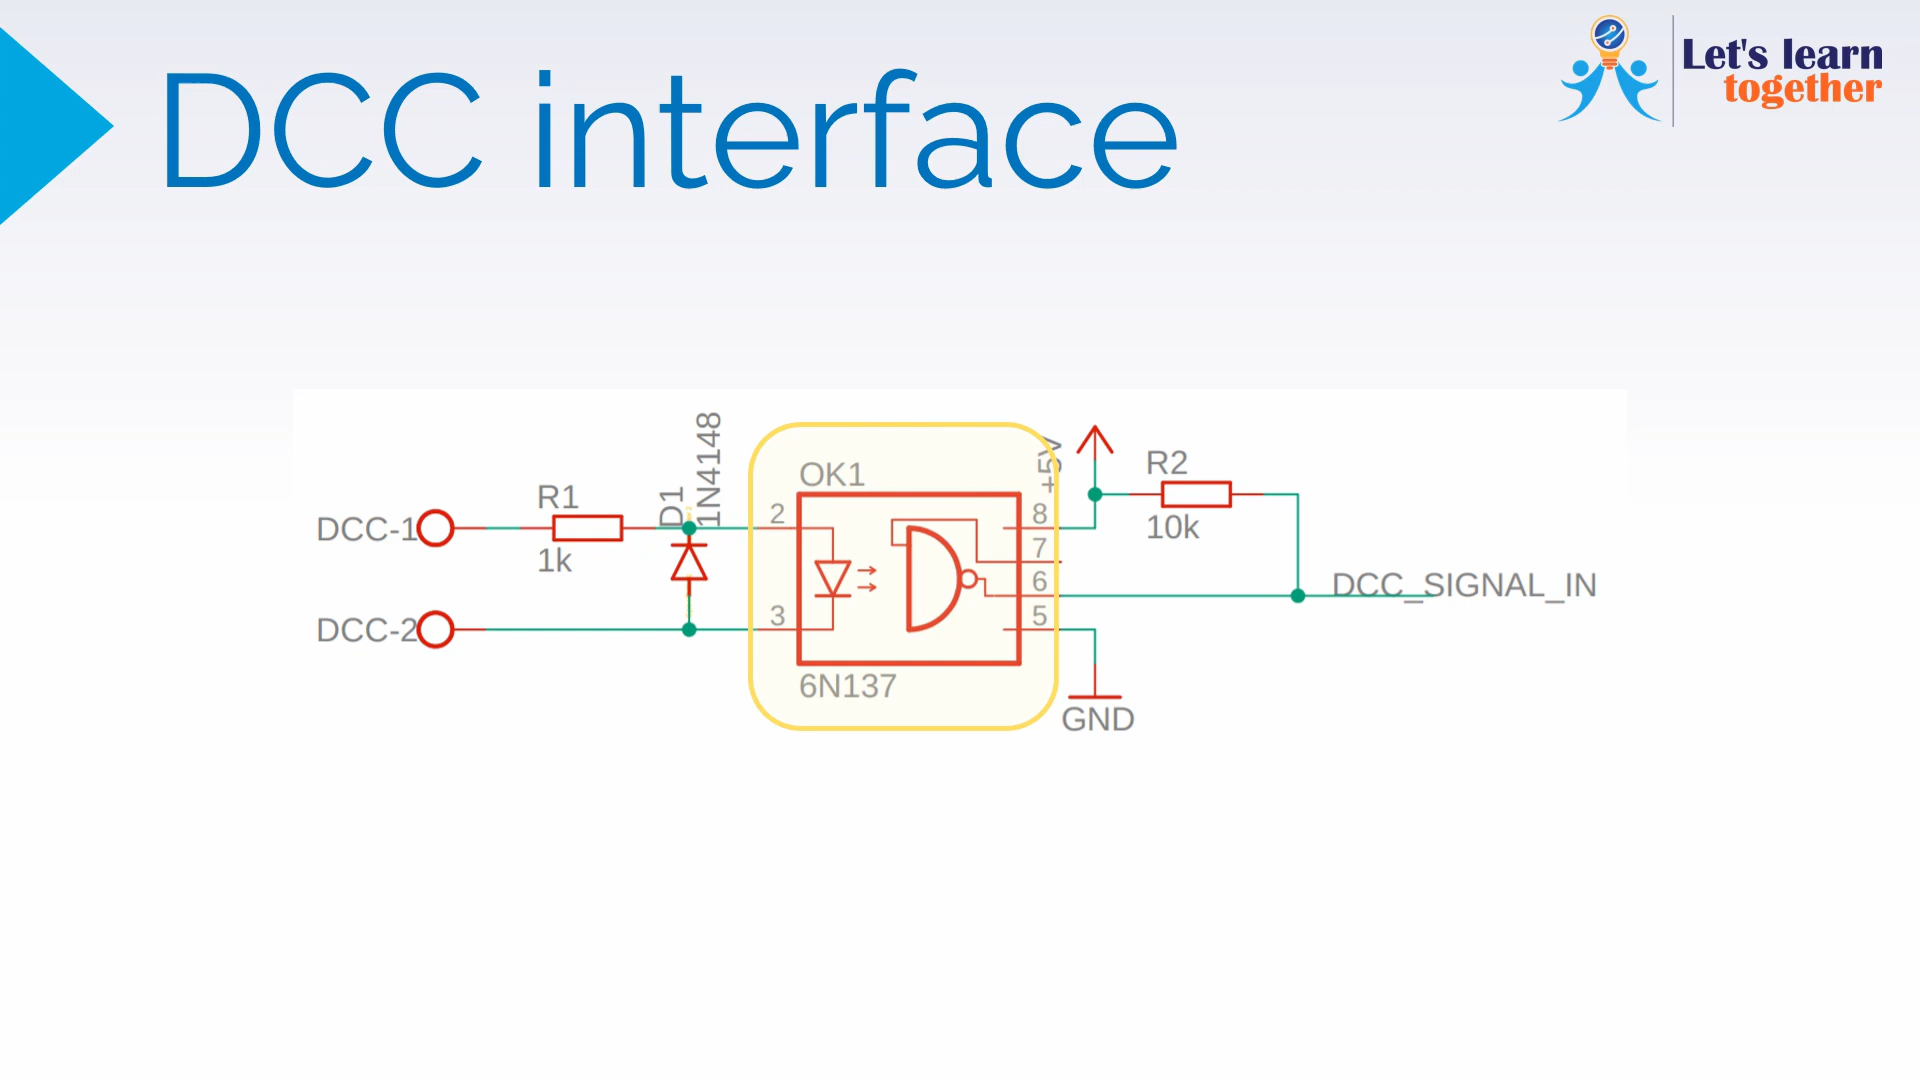 DCC interface
Let's learn
together
DCC-1
R1
1k
D1
1N4148
DCC-2
OK1
2
3
8
7
6
5
6N137
+5V
R2
10k
DCC_SIGNAL_IN
GND